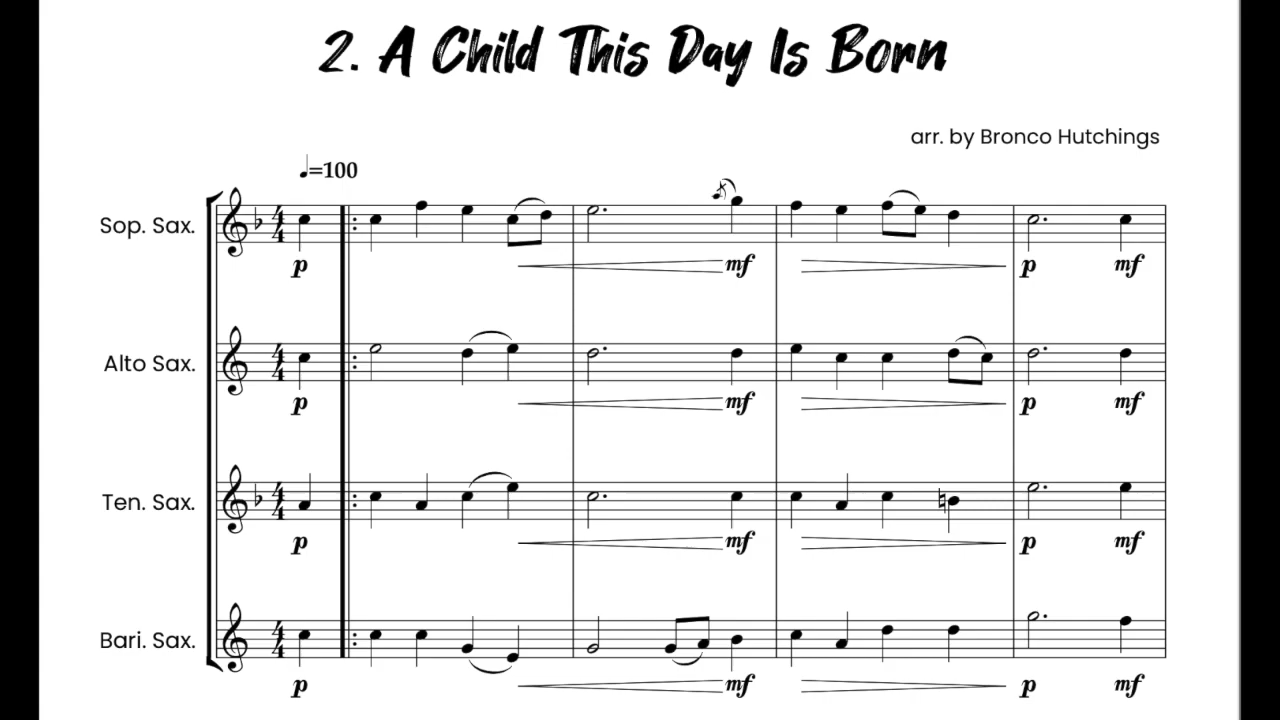 2. A Child This Day Is Born
arr. by Bronco Hutchings
♩=100
Sop. Sax.
p mf p mf
Alto Sax.
p mf p mf
Ten. Sax.
p mf p mf
Bari. Sax.
p mf p mf